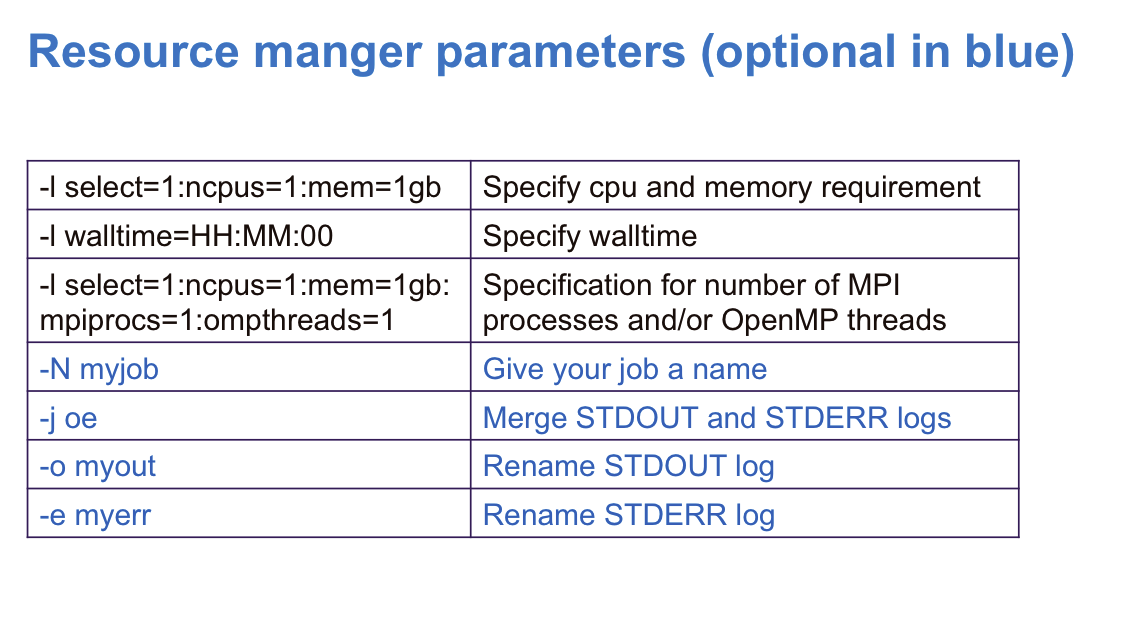 Resource manger parameters (optional in blue)
-l select=1:ncpus=1:mem=1gb
Specify cpu and memory requirement
-l walltime=HH:MM:00
Specify walltime
-l select=1:ncpus=1:mem=1gb:
mpiprocs=1:ompthreads=1
Specification for number of MPI
processes and/or OpenMP threads
-N myjob
Give your job a name
-j oe
Merge STDOUT and STDERR logs
-o myout
Rename STDOUT log
-e myerr
Rename STDERR log